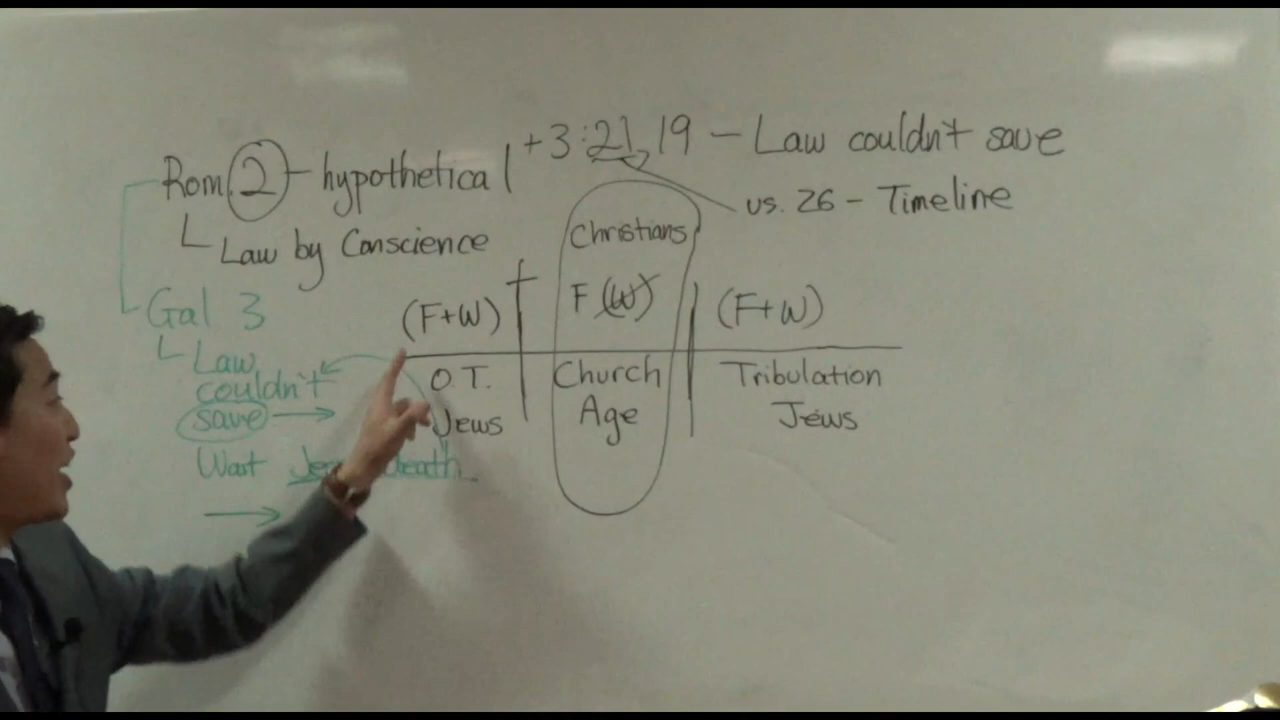 Rom. 2 - hypothetical +3:21, 19 - Law couldn't save
vs. 26 - Timeline
Law by Conscience
Christians
Gal 3
(F+W) F (W) (F+W)
Law
couldn't
save
Wait death
O.T. Church Tribulation
Jews Age Jews